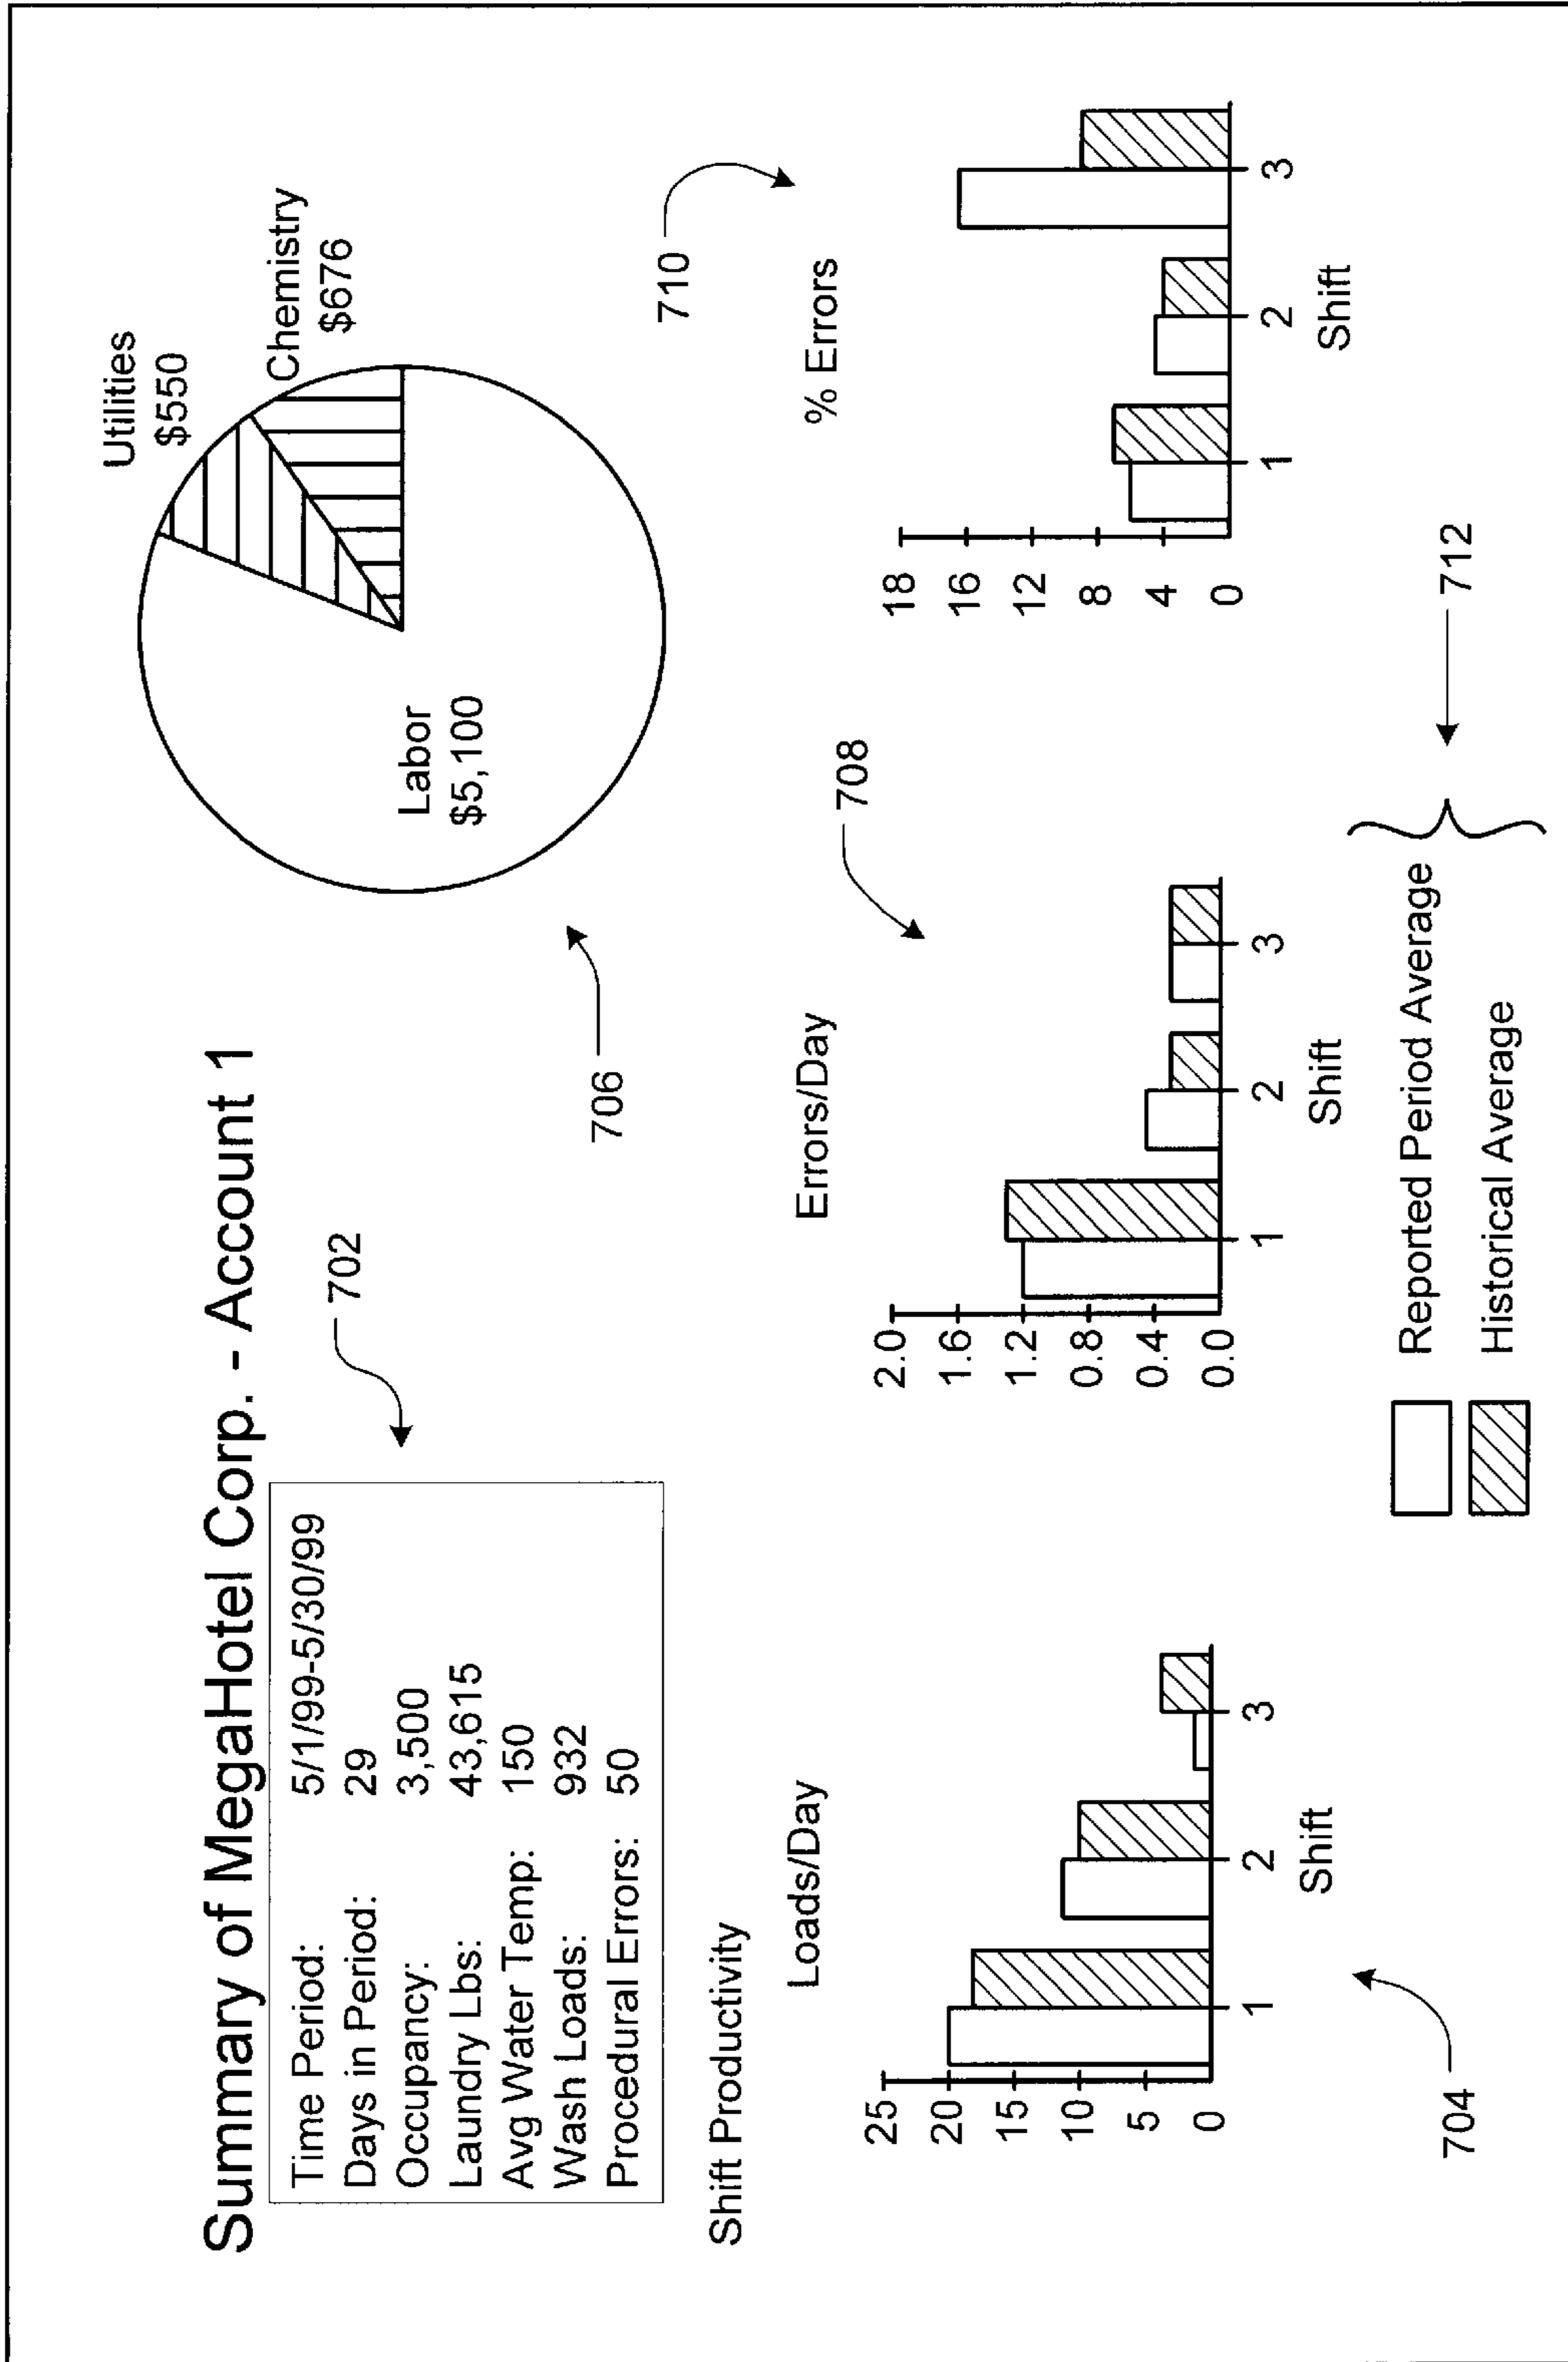 Summary of MegaHotel Corp. - Account 1
702
Time Period: 5/1/99-5/30/99
Days in Period: 29
Occupancy: 3,500
Laundry Lbs: 43,615
Avg Water Temp: 150
Wash Loads: 932
Procedural Errors: 50
Utilities
$550
Chemistry
$676
Labor
$5,100
706
Shift Productivity
Loads/Day
25
20
15
10
5
0
1 2 3
Shift
704
Errors/Day
708
2.0
1.6
1.2
0.8
0.4
0.0
1 2 3
Shift
% Errors
710
18
16
12
8
4
0
1 2 3
Shift
Reported Period Average
Historical Average
712